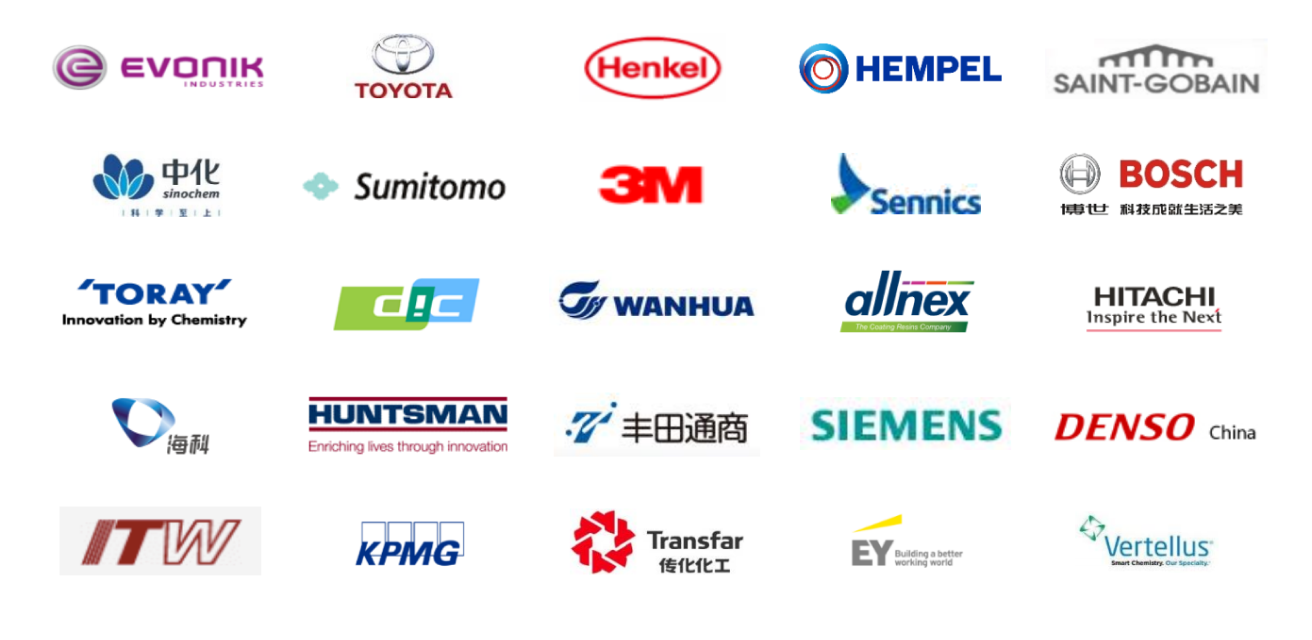 EVONIK
INDUSTRIES
TOYOTA
Henkel
HEMPEL
SAINT-GOBAIN
中化
sinochem
科 学 至 上
Sumitomo
3M
Sennics
BOSCH
博世 科技成就生活之美
'TORAY'
Innovation by Chemistry
dic
WANHUA
allnex
The Coating Resins Company
HITACHI
Inspire the Next
海科
HUNTSMAN
Enriching lives through innovation
丰田通商
SIEMENS
DENSO China
ITW
KPMG
Transfar
传化化工
EY Building a better
working world
Vertellus®
Smart Chemistry. Our Specialty.